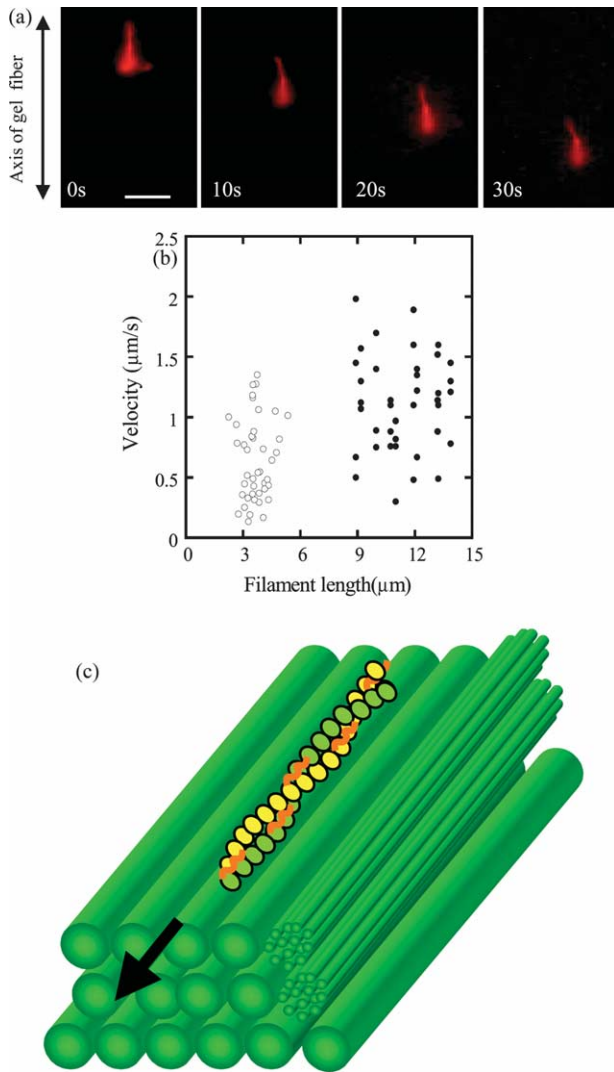 (a)
Axis of gel fiber
0s
10s
20s
30s
(b)
Velocity (µm/s)
2.5
2
1.5
1
0.5
0
0 3 6 9 12 15
Filament length(µm)
(c)